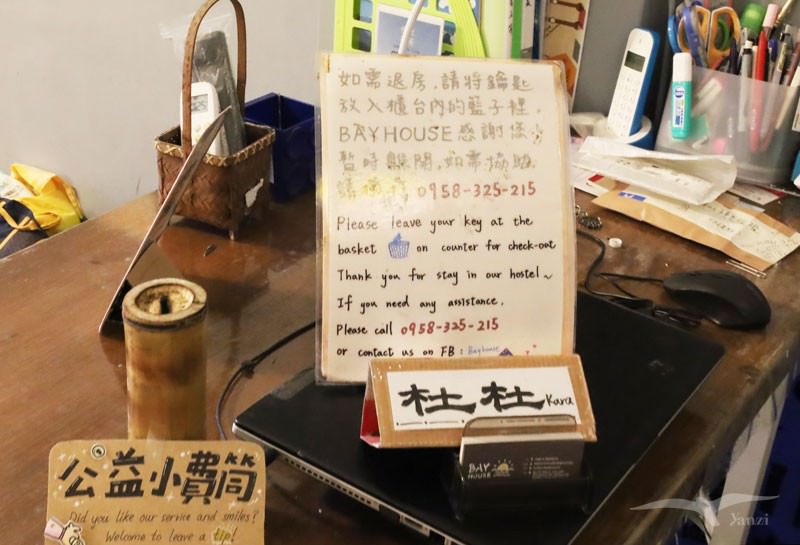 如需退房，請將鑰匙
放入櫃台內的籃子裡，
BAYHOUSE感謝您
暫時離開，如需協助
0958-325-215
Please leave your key at the
basket on counter for check-out
Thank you for stay in our hostel~
If you need any assistance,
Please call 0958-325-215
or contact us on FB: Bayhouse
杜杜 Kara
BAY
HOUSE
公益小費筒
Did you like our service and smiles?
Welcome to leave a tip!
Yanzi